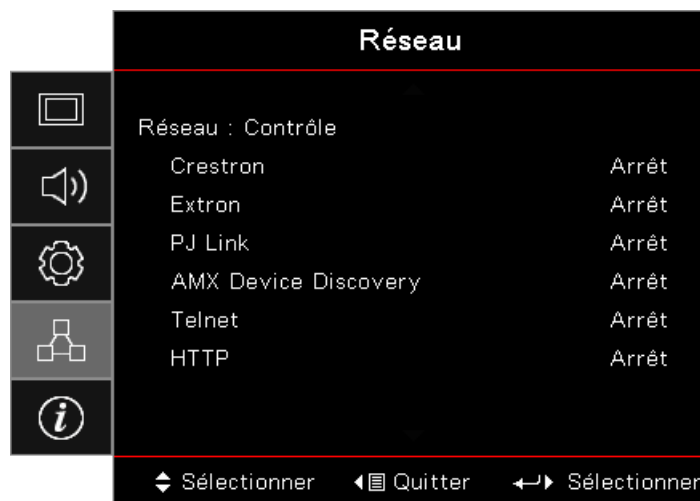 Réseau
Réseau : Contrôle
Crestron Arrêt
Extron Arrêt
PJ Link Arrêt
AMX Device Discovery Arrêt
Telnet Arrêt
HTTP Arrêt
Sélectionner Quitter Sélectionner